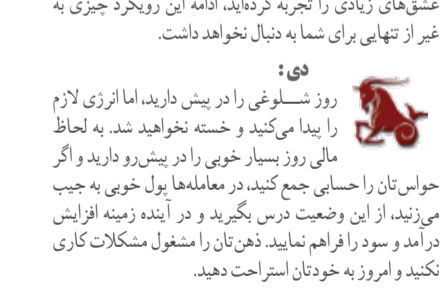 عشق‌های زیادی را تجربه کرده‌اید، ادامه این رویکرد چیزی به
غیر از تنهایی برای شما به دنبال نخواهد داشت.
دی:
روز شـــلوغی را در پیش دارید، اما انرژی لازم
را پیدا می‌کنید و خسته نخواهید شد. به لحاظ
مالی روز بسیار خوبی را در پیش‌رو دارید و اگر
حواس‌تان را حسابی جمع کنید، در معامله‌ها پول خوبی به جیب
می‌زنید، از این وضعیت درس بگیرید و در آینده زمینه افزایش
درآمد و سود را فراهم نمایید. ذهن‌تان را مشغول مشکلات کاری
نکنید و امروز به خودتان استراحت دهید.